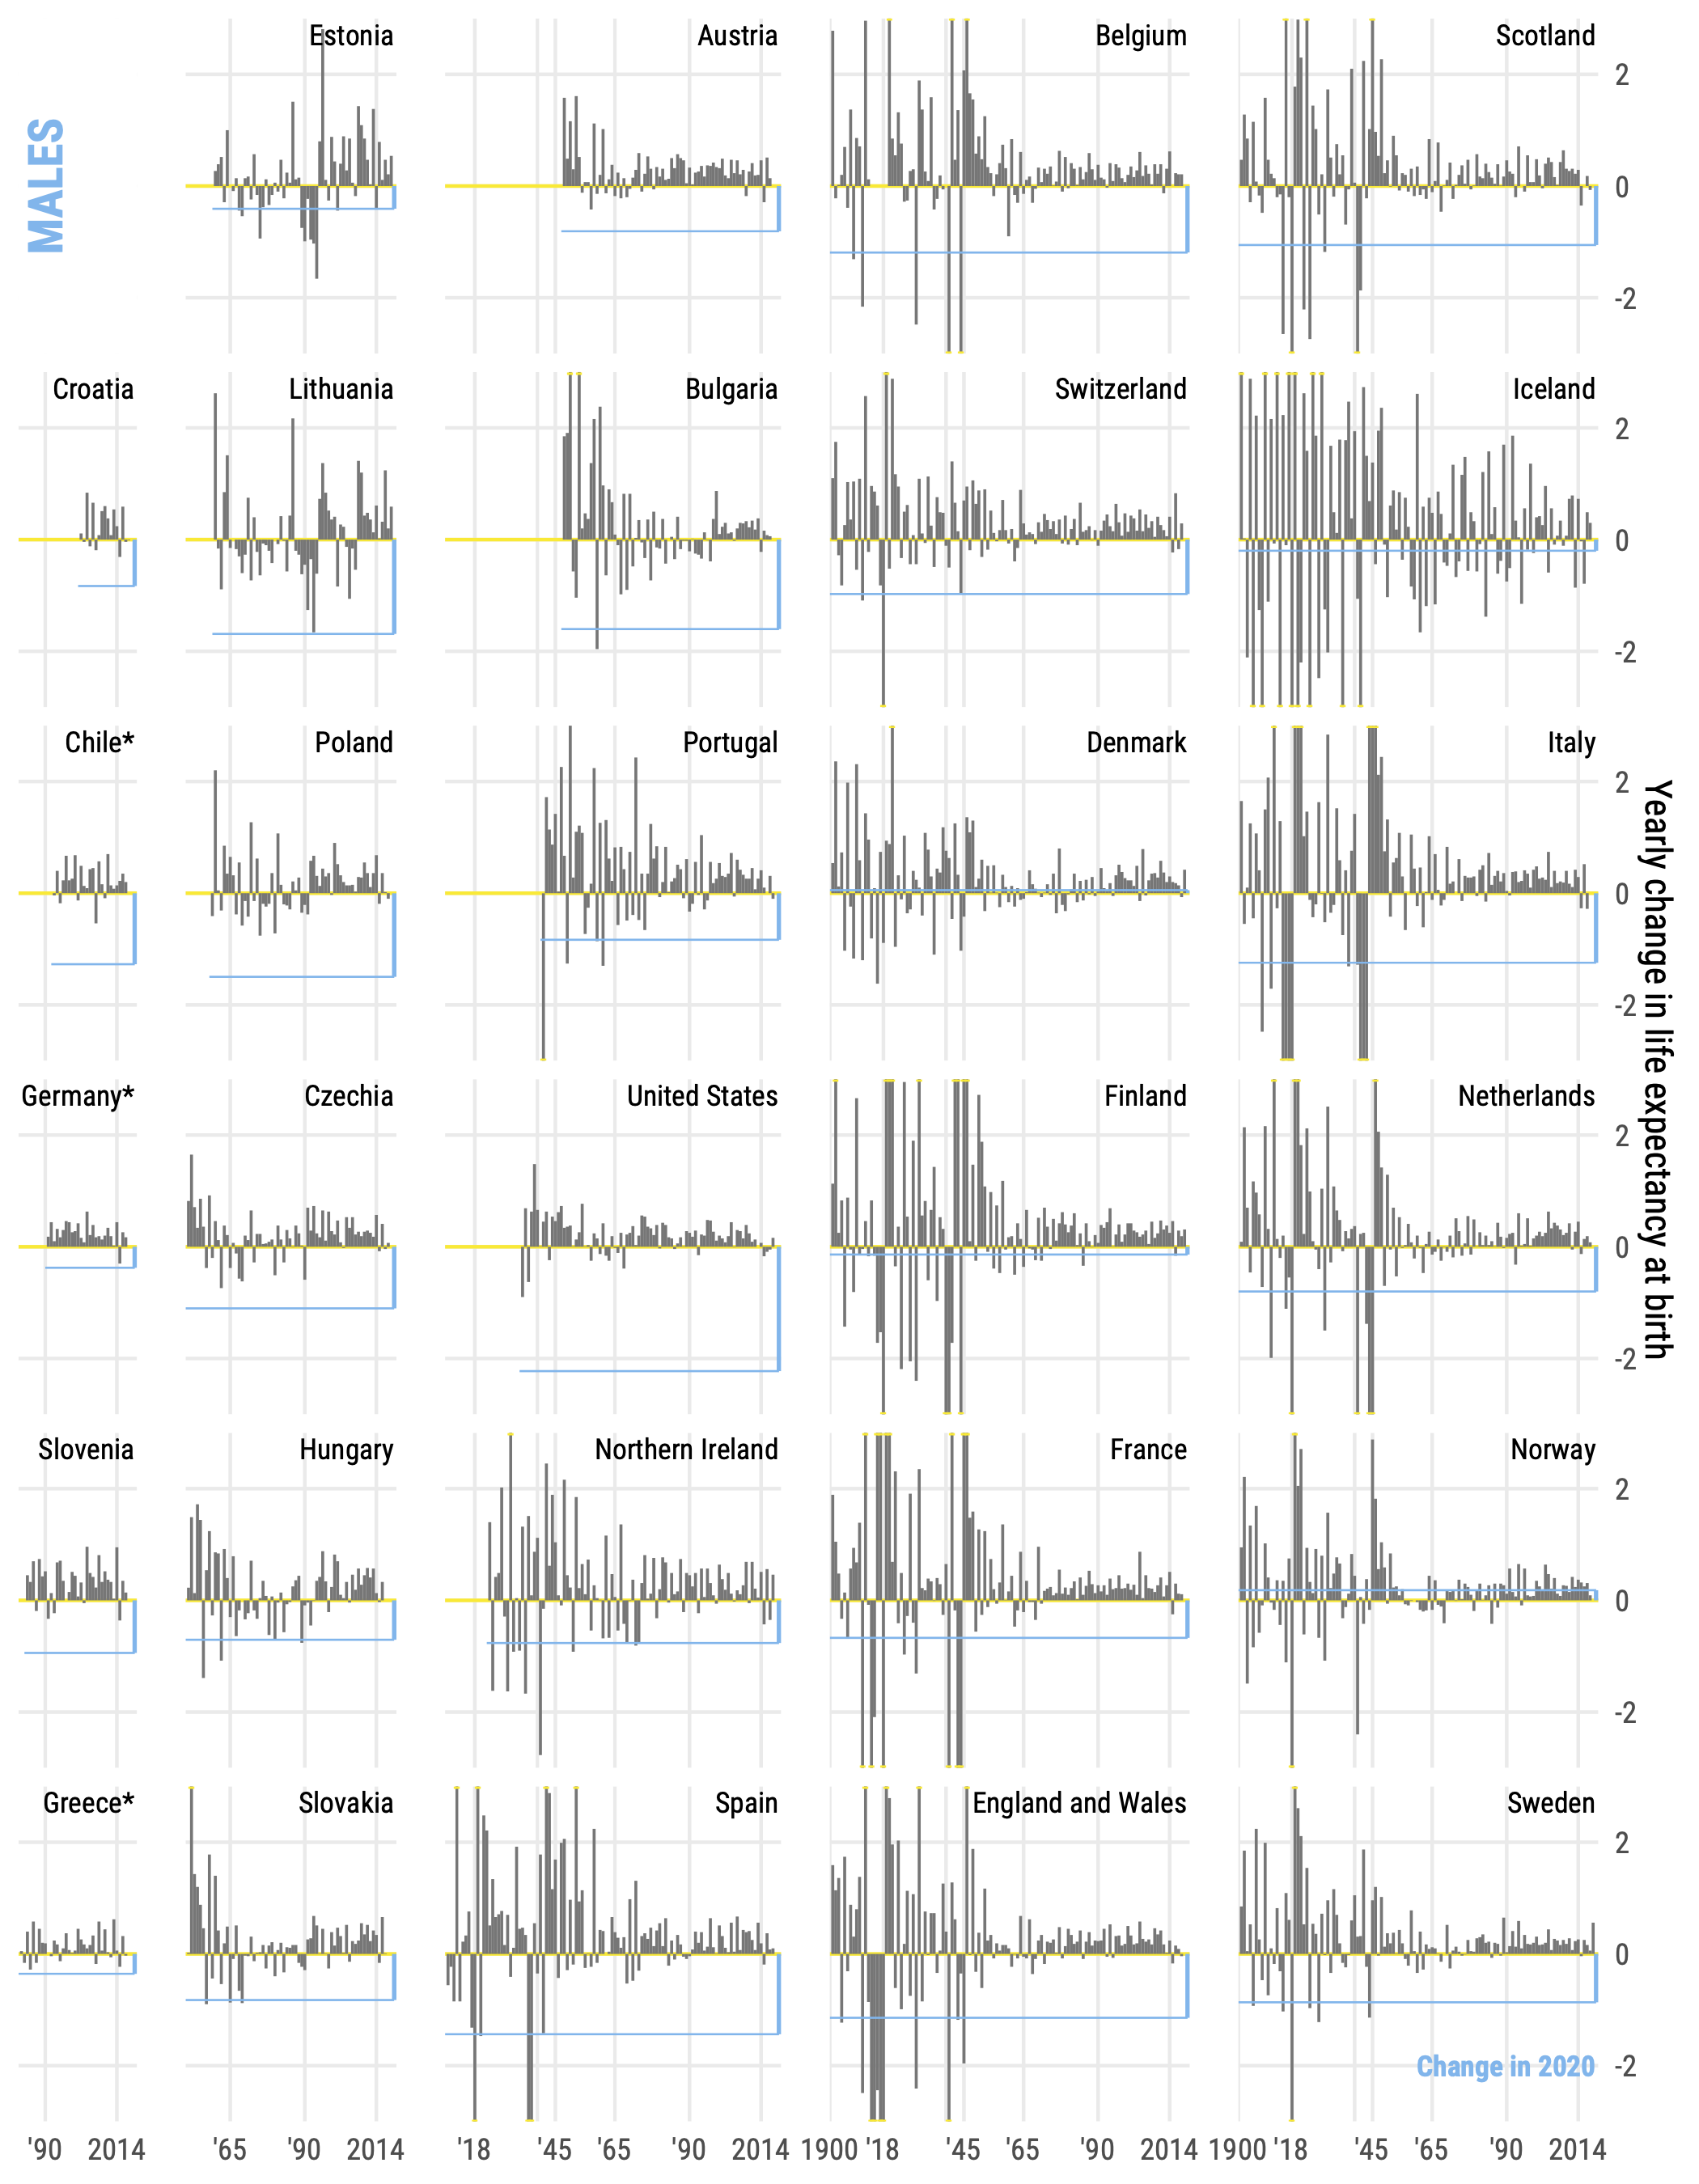 MALES
Estonia
Austria
Belgium
Scotland
2
0
-2
Croatia
Lithuania
Bulgaria
Switzerland
Iceland
2
0
-2
Chile*
Poland
Portugal
Denmark
Italy
2
0
-2
Germany*
Czechia
United States
Finland
Netherlands
2
0
-2
Slovenia
Hungary
Northern Ireland
France
Norway
2
0
-2
Greece*
Slovakia
Spain
England and Wales
Sweden
2
0
-2
Change in 2020
Yearly change in life expectancy at birth
'90 2014
'65 '90 2014
'18 '45 '65 '90 2014
1900 '18 '45 '65 '90 2014
1900 '18 '45 '65 '90 2014